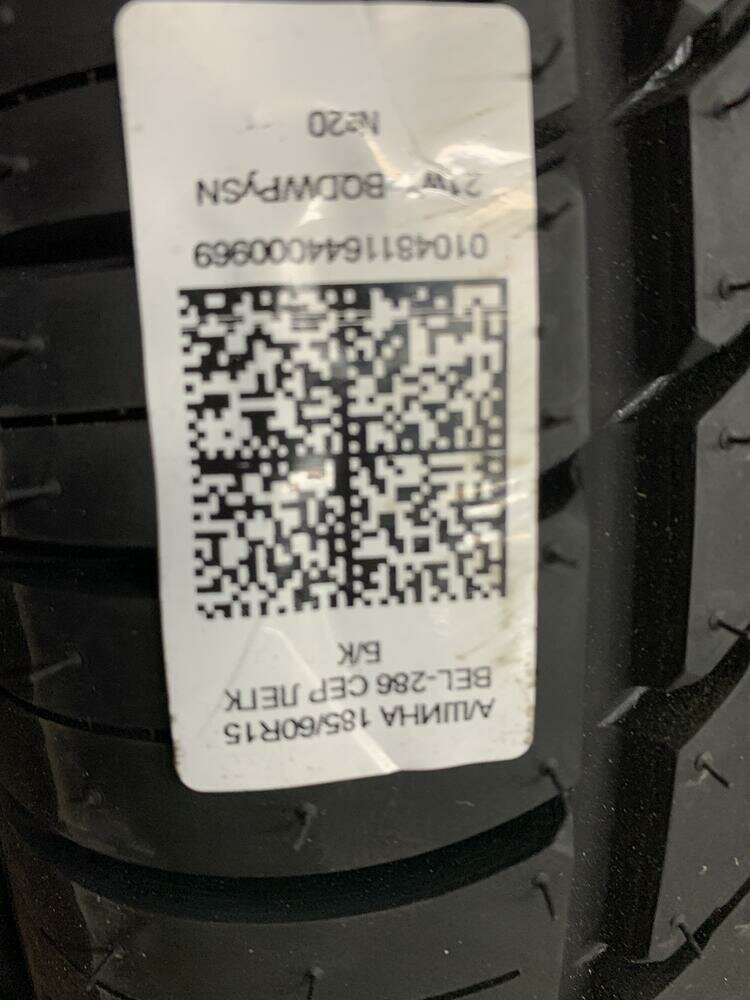 А/ШИНА 185/60R15
BEL-286 СЕР ЛЕГК
Б/К
0104811644000969
BQDWPySN
№20